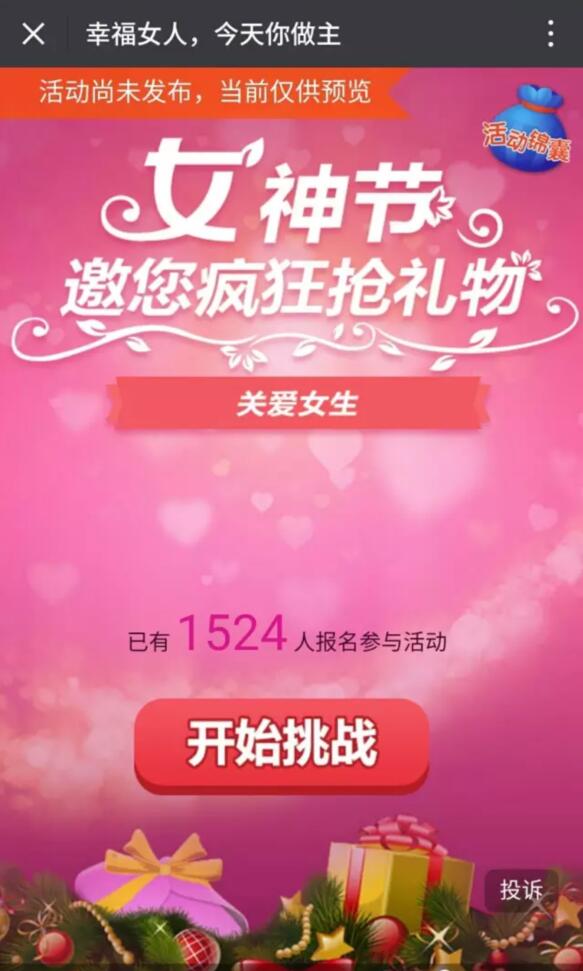 幸福女人，今天你做主
活动尚未发布，当前仅供预览
活动锦囊
女神节
邀您疯狂抢礼物
关爱女生
已有 1524 人报名参与活动
开始挑战
投诉